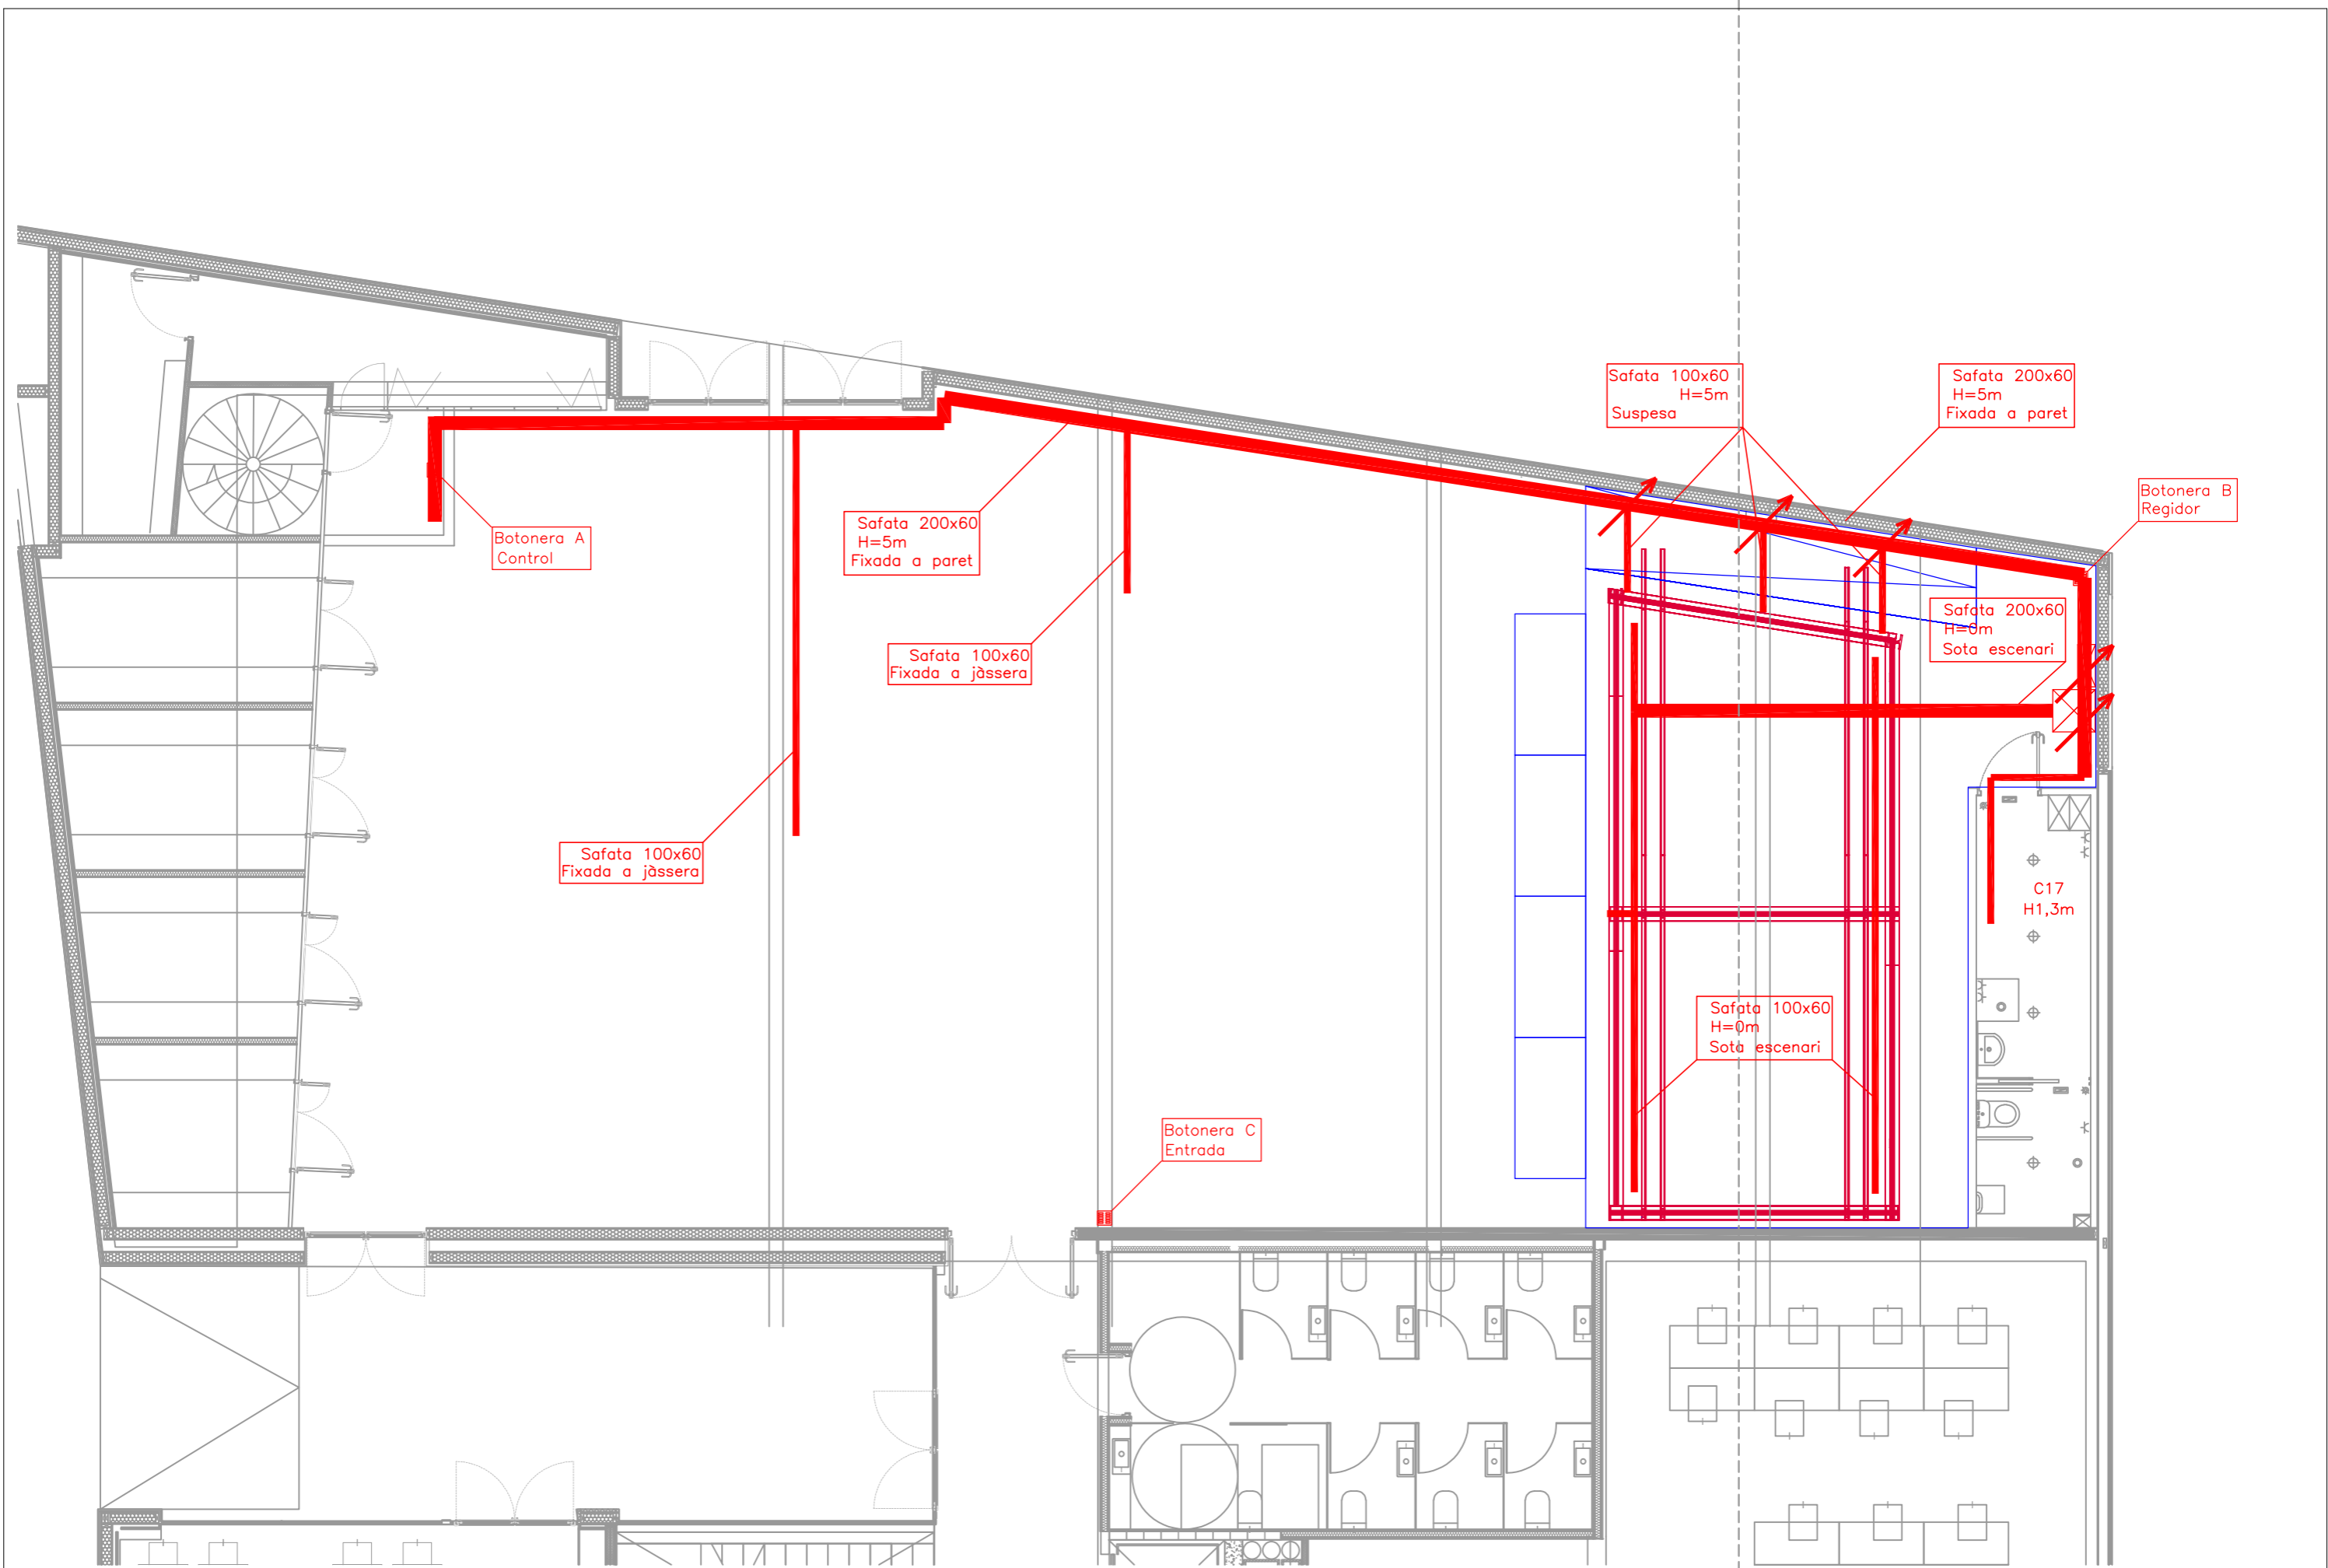 Safata 100x60
H=5m
Suspesa
Safata 200x60
H=5m
Fixada a paret
Botonera B
Regidor
Botonera A
Control
Safata 200x60
H=5m
Fixada a paret
Safata 100x60
Fixada a jàssera
Safata 200x60
H=0m
Sota escenari
Safata 100x60
Fixada a jàssera
C17
H1,3m
Safata 100x60
H=0m
Sota escenari
Botonera C
Entrada